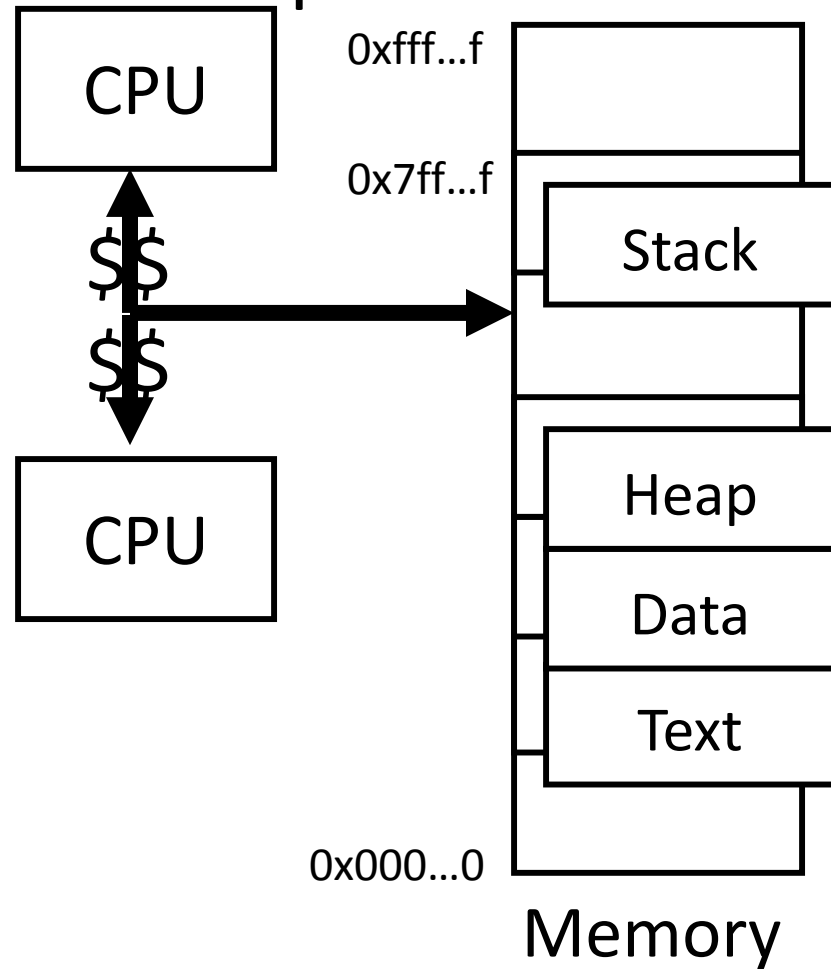 CPU
$$
$$
CPU
0xfff...f
0x7ff...f
Stack
Heap
Data
Text
0x000...0
Memory